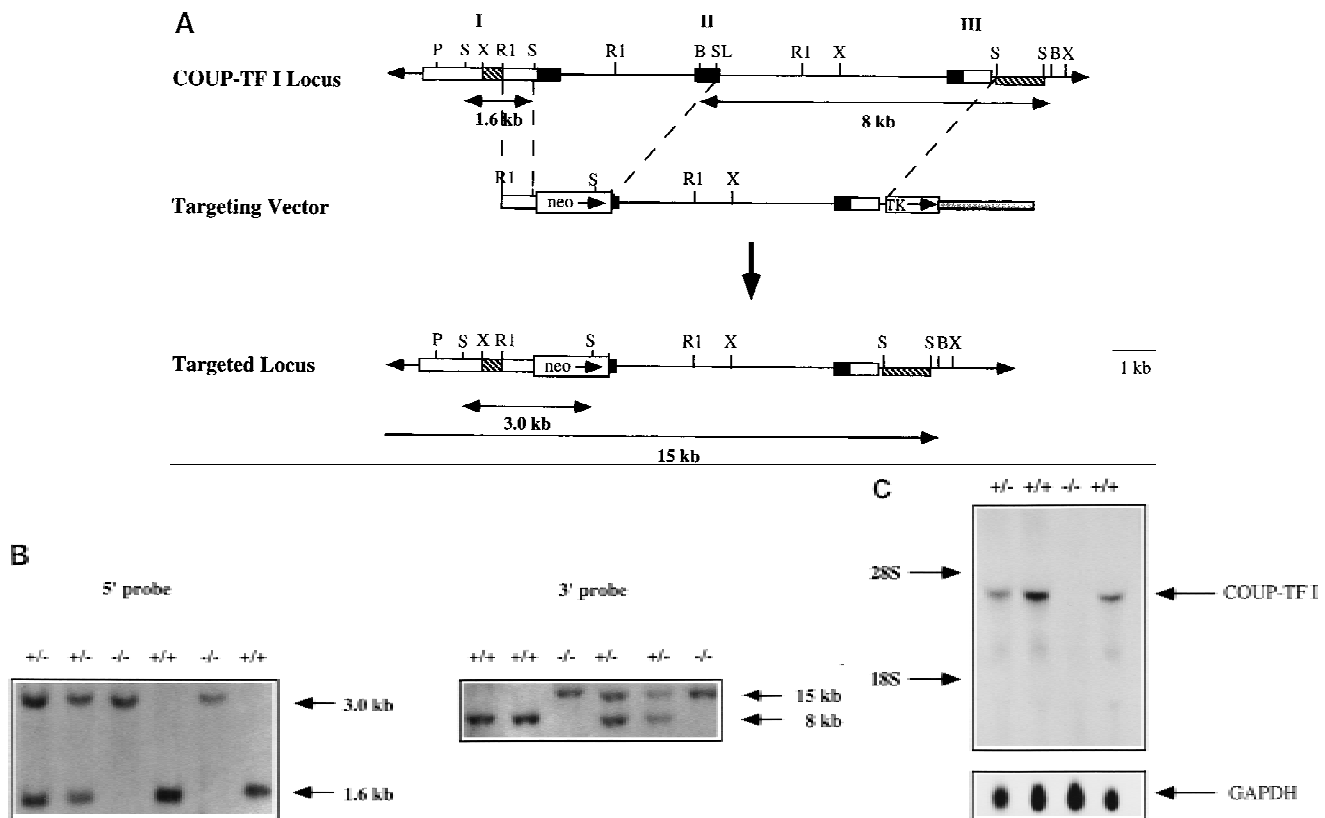 A
I II III
P S X R1 S R1 B SL R1 X S S B X
COUP-TF I Locus
1.6 kb 8 kb
R1 S R1 X
neo TK
Targeting Vector
P S X R1 S R1 X S S B X
Targeted Locus
neo
1 kb
3.0 kb
15 kb
B
5' probe
+/- +/- -/- +/+ -/- +/+
3.0 kb
1.6 kb
3' probe
+/+ +/+ -/- +/- +/- -/-
15 kb
8 kb
C
+/- +/+ -/- +/+
28S
COUP-TF I
18S
GAPDH